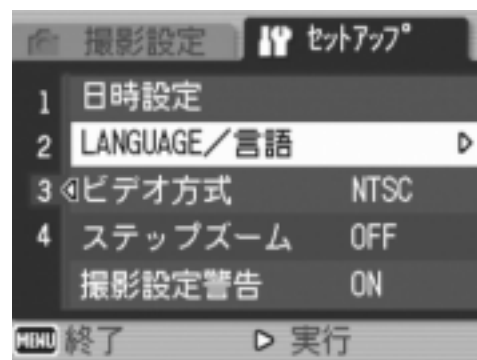 撮影設定 セットアップ
1 日時設定
2 LANGUAGE/言語
3 ビデオ方式 NTSC
4 ステップズーム OFF
撮影設定警告 ON
MENU 終了 実行